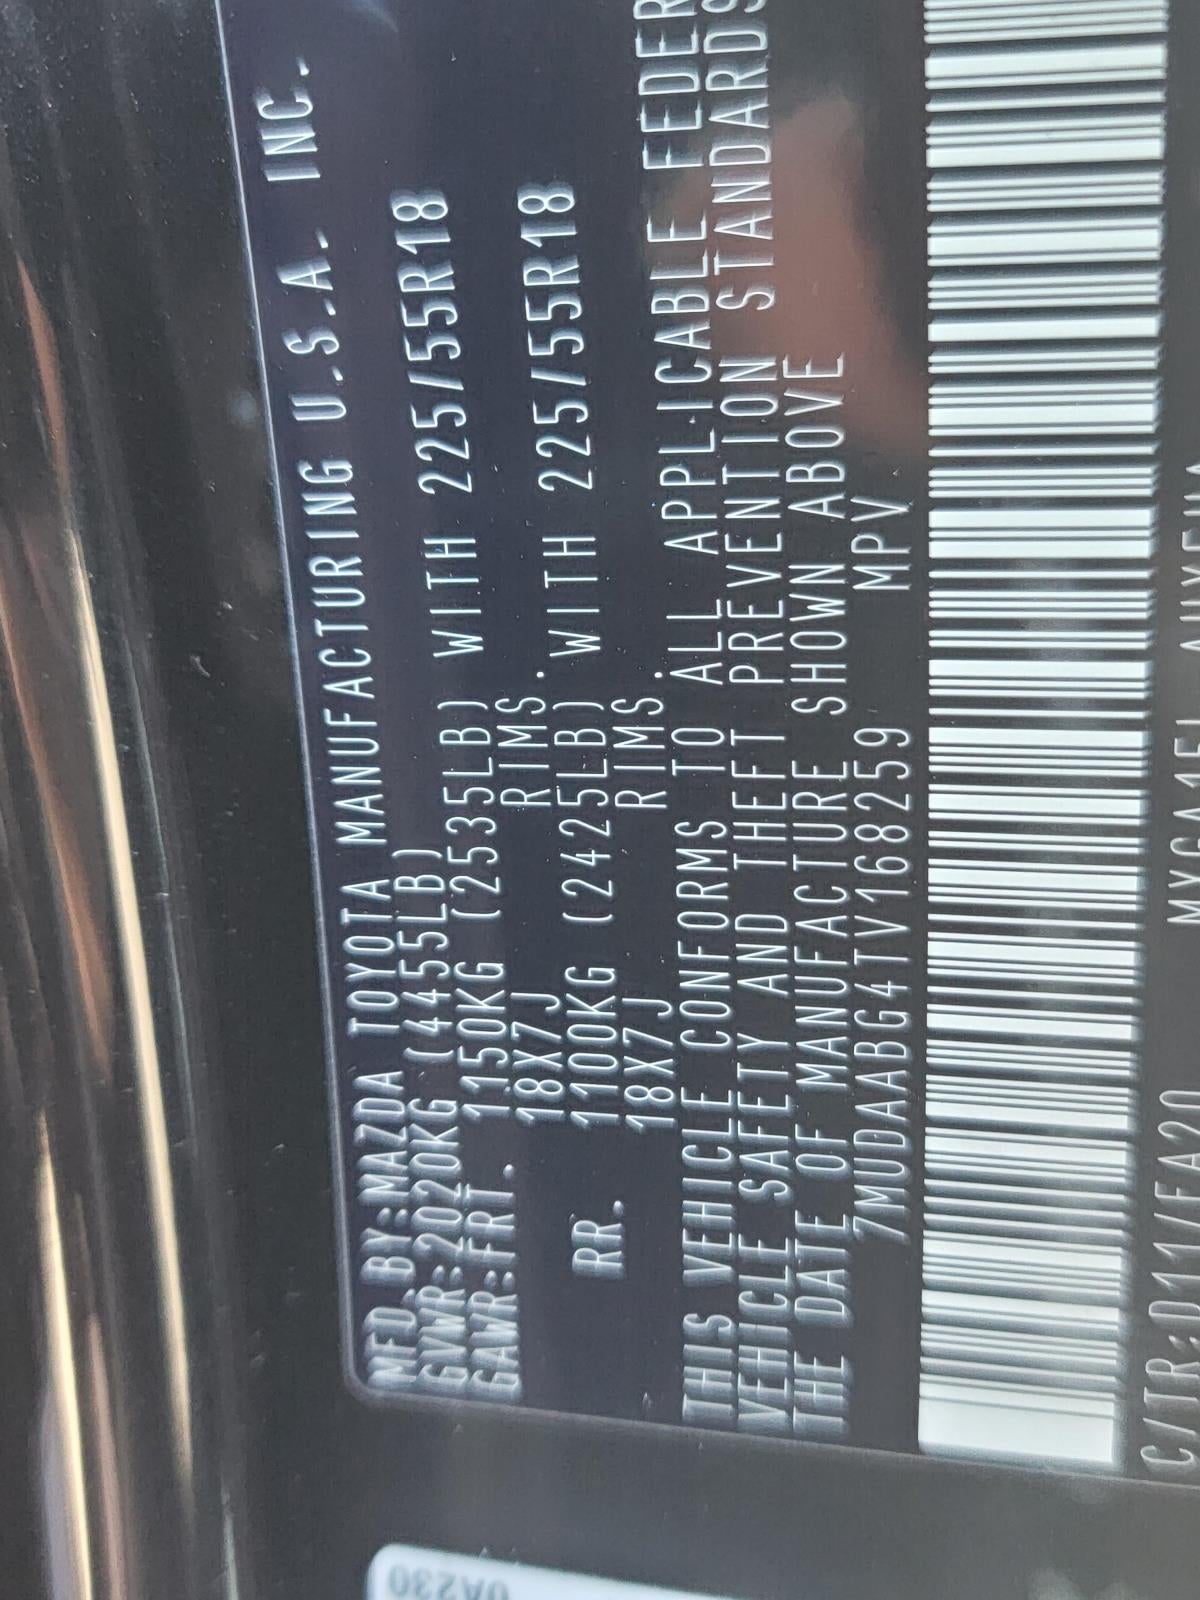 MFD.BY:MAZDA TOYOTA MANUFACTURING U.S.A. INC.
GVWR:2020KG (4455LB)
GAWR:FRT. 1150KG (2535LB) WITH 225/55R18
18X7J RIMS.
RR. 1100KG (2425LB) WITH 225/55R18
18X7J RIMS.
THIS VEHICLE CONFORMS TO ALL APPLICABLE FEDER
VEHICLE SAFETY AND THEFT PREVENTION STANDARDS
THE DATE OF MANUFACTURE SHOWN ABOVE
7MUDAABG4TV168259 MPV
C/TR:D11/FA20
0A230